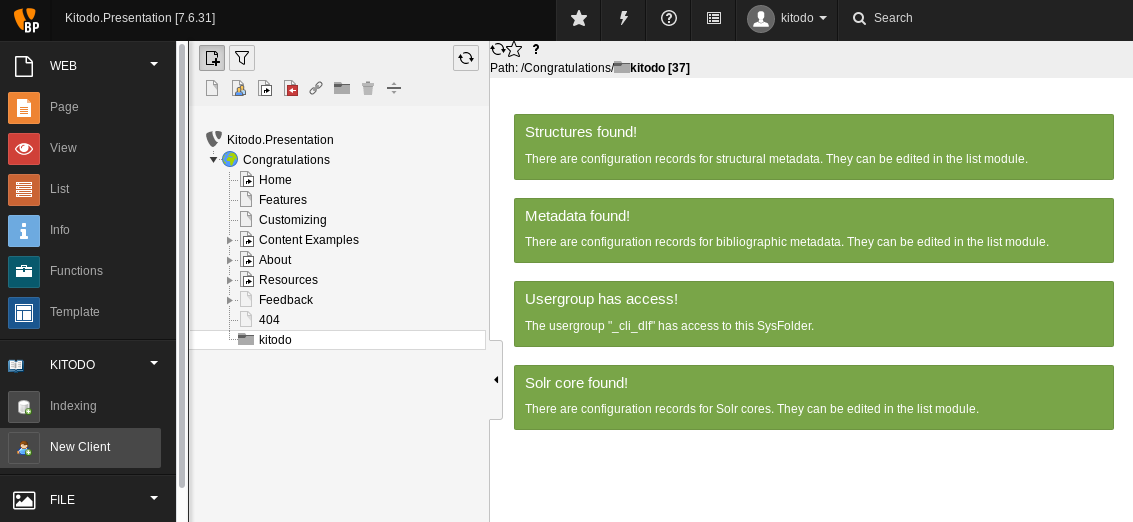 BP
Kitodo.Presentation [7.6.31]
kitodo
Search
WEB
Page
View
List
Info
Functions
Template
KITODO
Indexing
New Client
FILE
Kitodo.Presentation
Congratulations
Home
Features
Customizing
Content Examples
About
Resources
Feedback
404
kitodo
?
Path: /Congratulations/kitodo [37]
Structures found!
There are configuration records for structural metadata. They can be edited in the list module.
Metadata found!
There are configuration records for bibliographic metadata. They can be edited in the list module.
Usergroup has access!
The usergroup "_cli_dlf" has access to this SysFolder.
Solr core found!
There are configuration records for Solr cores. They can be edited in the list module.